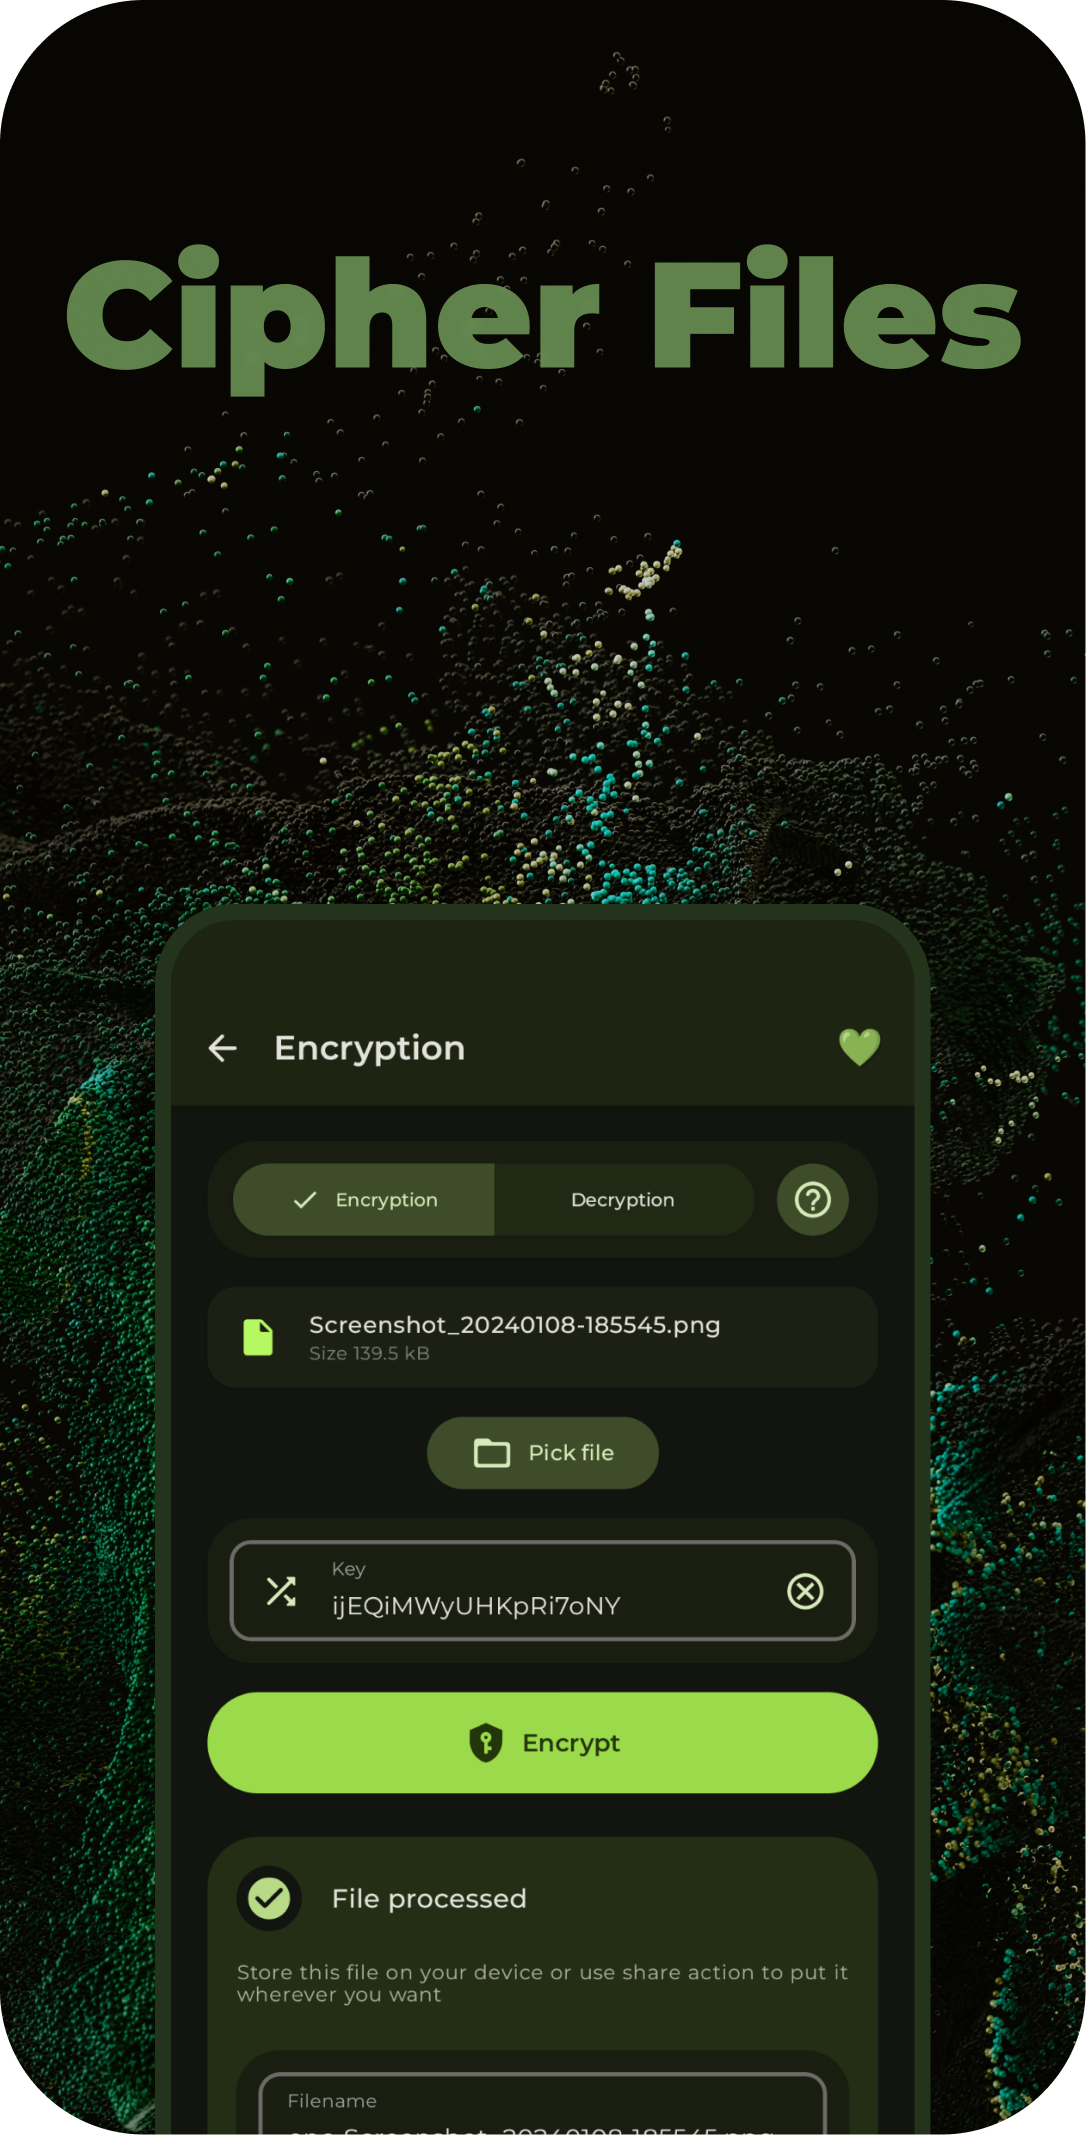 Cipher Files
Encryption
Encryption
Decryption
Screenshot_20240108-185545.png
Size 139.5 kB
Pick file
Key
ijEQiMWyUHKpRi7oNY
Encrypt
File processed
Store this file on your device or use share action to put it
wherever you want
Filename